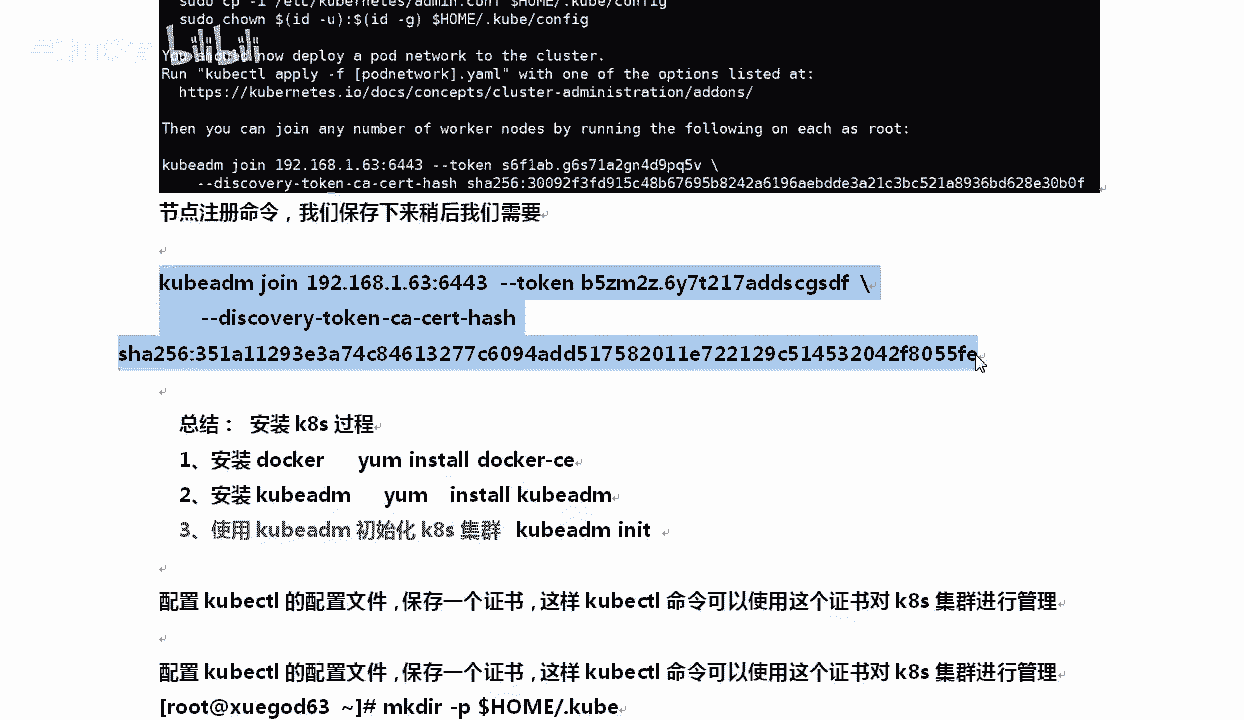 sudo cp -i /etc/kubernetes/admin.conf $HOME/.kube/config
sudo chown $(id -u):$(id -g) $HOME/.kube/config
bilibili
You should now deploy a pod network to the cluster.
Run "kubectl apply -f [podnetwork].yaml" with one of the options listed at:
https://kubernetes.io/docs/concepts/cluster-administration/addons/
Then you can join any number of worker nodes by running the following on each as root:
kubeadm join 192.168.1.63:6443 --token s6f1ab.g6s71a2gn4d9pq5v \
--discovery-token-ca-cert-hash sha256:30092f3fd915c48b67695b8242a6196aebdde3a21c3bc521a8936bd628e30b0f
节点注册命令，我们保存下来稍后我们需要
kubeadm join 192.168.1.63:6443 --token b5zm2z.6y7t217addscgsdf \
--discovery-token-ca-cert-hash
sha256:351a11293e3a74c84613277c6094add517582011e722129c514532042f8055fe
总结： 安装 k8s 过程
1、安装 docker yum install docker-ce
2、安装 kubeadm yum install kubeadm
3、使用 kubeadm 初始化 k8s 集群 kubeadm init
配置 kubectl 的配置文件，保存一个证书，这样 kubectl 命令可以使用这个证书对 k8s 集群进行管理
配置 kubectl 的配置文件，保存一个证书，这样 kubectl 命令可以使用这个证书对 k8s 集群进行管理
[root@xuegod63 ~]# mkdir -p $HOME/.kube